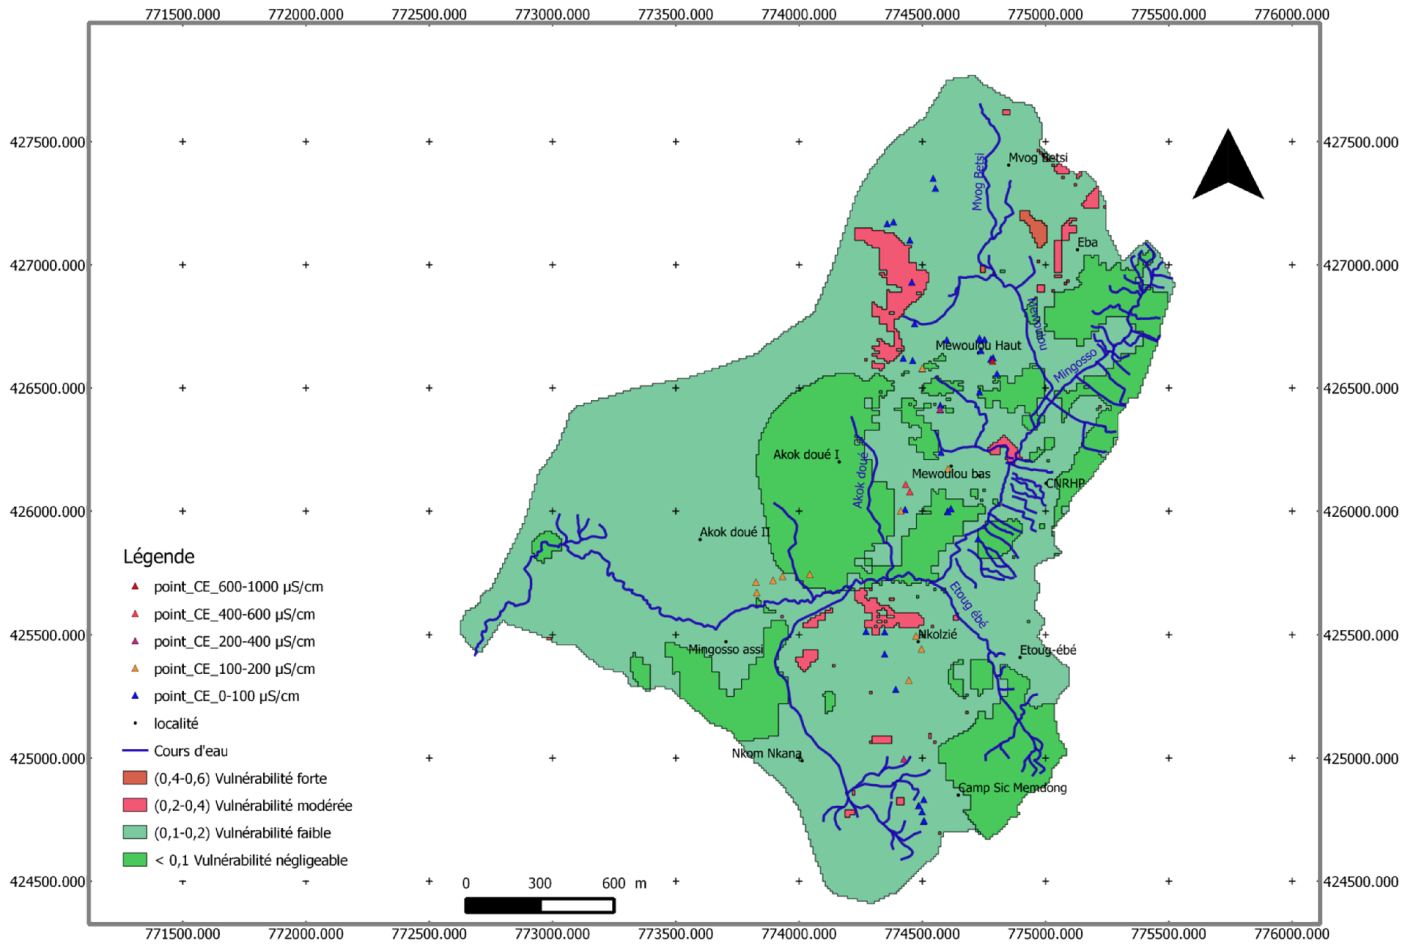 771500.000 772000.000 772500.000 773000.000 773500.000 774000.000 774500.000 775000.000 775500.000 776000.000
427500.000 427500.000
Mvog Betsi
Mvog Betsi
Eba
427000.000 427000.000
Mewoulou
Mewoulou Haut
Mingosso
426500.000 426500.000
Akok doué I
Akok doué
Mewoulou bas
CNRHP
426000.000 426000.000
Akok doué II
Légende
point_CE_600-1000 µS/cm
point_CE_400-600 µS/cm
point_CE_200-400 µS/cm
point_CE_100-200 µS/cm
point_CE_0-100 µS/cm
localité
Cours d'eau
(0,4-0,6) Vulnérabilité forte
(0,2-0,4) Vulnérabilité modérée
(0,1-0,2) Vulnérabilité faible
< 0,1 Vulnérabilité négligeable
Etoug ébé
425500.000 425500.000
Nkolzié
Mingosso assi
Etoug-ébé
425000.000 425000.000
Nkom Nkana
Camp Sic Memdong
424500.000 424500.000
0 300 600 m
771500.000 772000.000 772500.000 773000.000 773500.000 774000.000 774500.000 775000.000 775500.000 776000.000